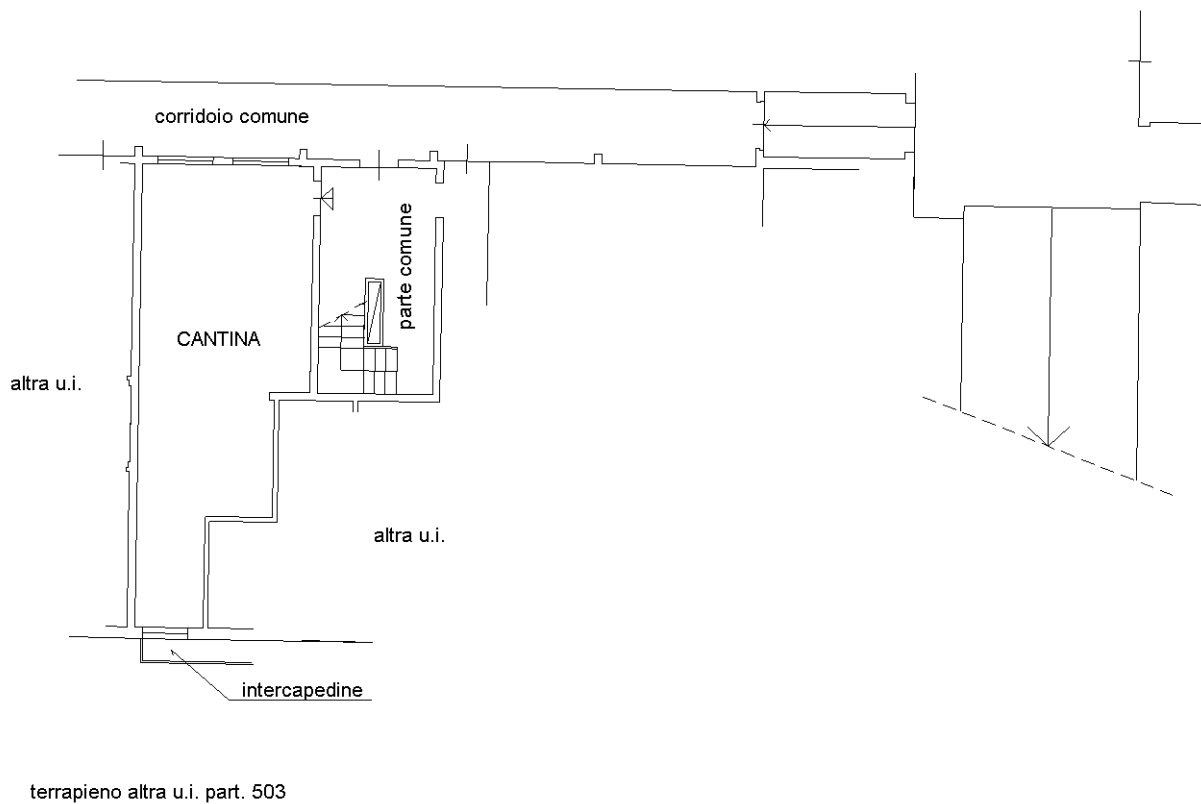 corridoio comune
parte comune
CANTINA
altra u.i.
altra u.i.
intercapedine
terrapieno altra u.i. part. 503